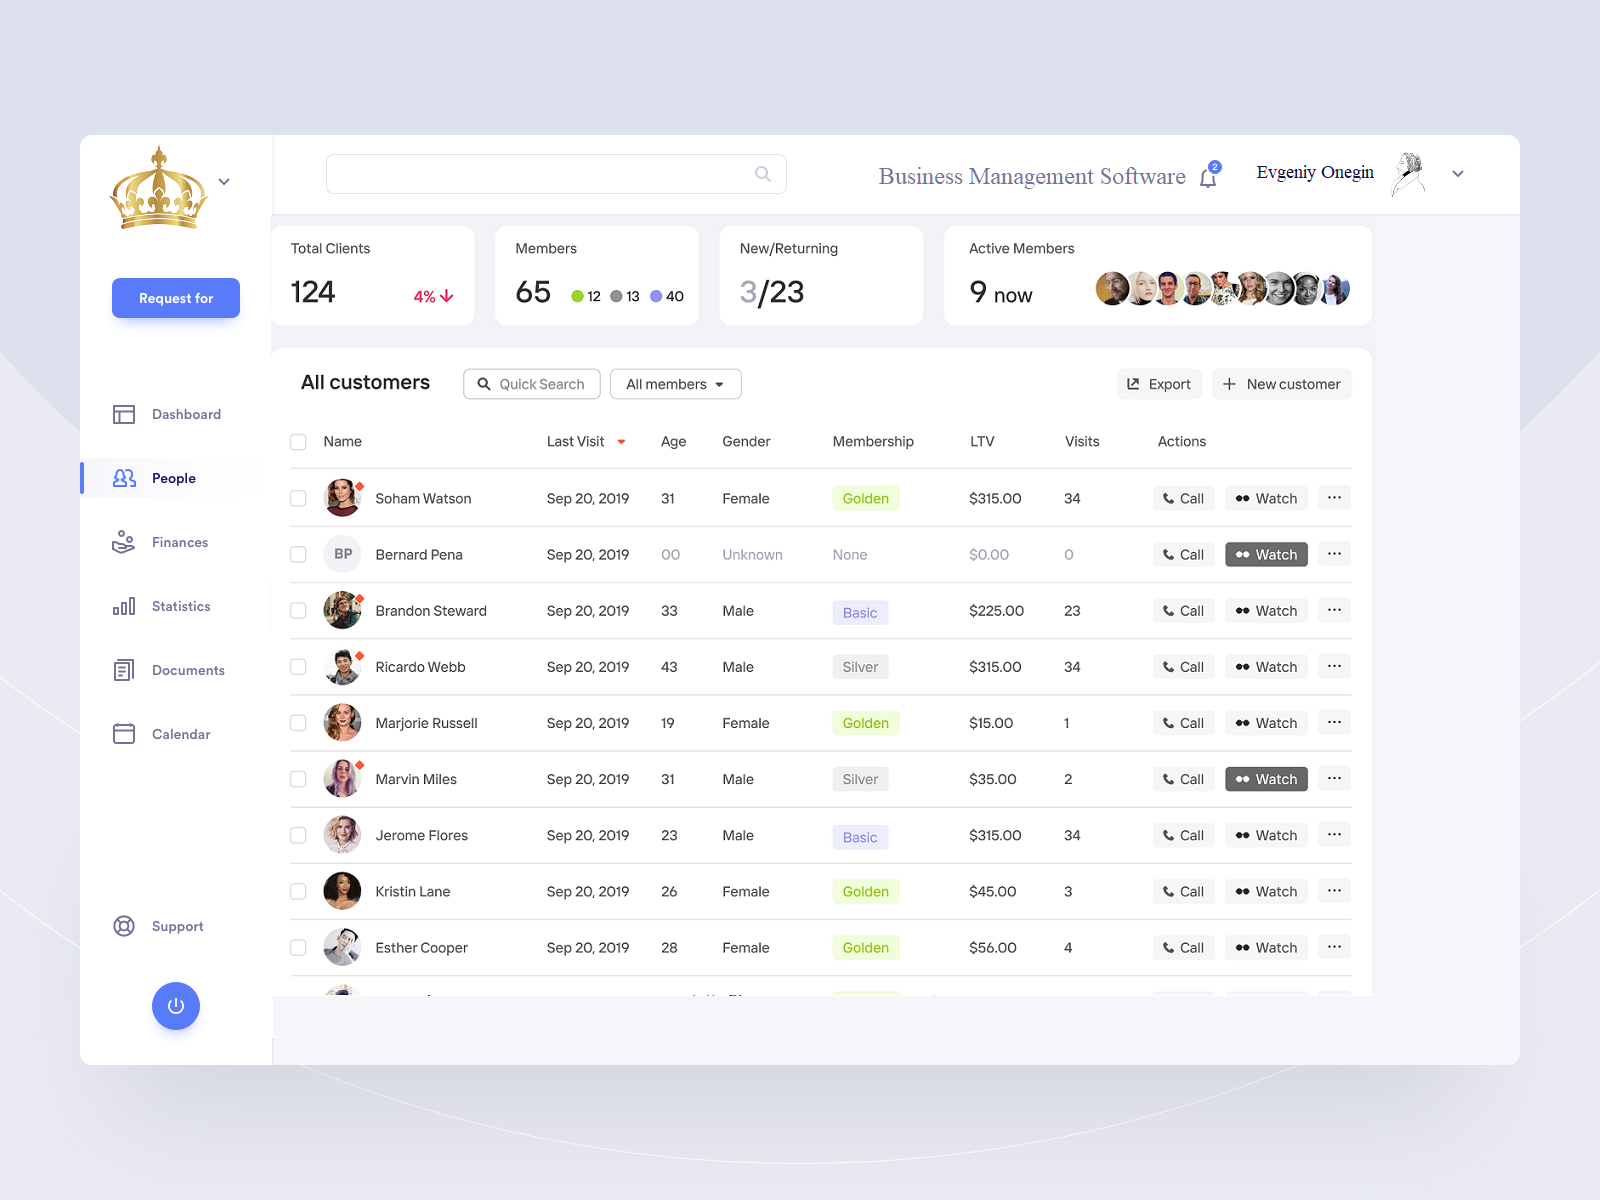 Business Management Software
2
Evgeniy Onegin
Request for
Dashboard
People
Finances
Statistics
Documents
Calendar
Support
Total Clients
124
4%
Members
65
12
13
40
New/Returning
3/23
Active Members
9 now
All customers
Quick Search
All members
Export
New customer
Name Last Visit Age Gender Membership LTV Visits Actions
Soham Watson Sep 20, 2019 31 Female Golden $315.00 34 Call Watch ...
BP Bernard Pena Sep 20, 2019 00 Unknown None $0.00 0 Call Watch ...
Brandon Steward Sep 20, 2019 33 Male Basic $225.00 23 Call Watch ...
Ricardo Webb Sep 20, 2019 43 Male Silver $315.00 34 Call Watch ...
Marjorie Russell Sep 20, 2019 19 Female Golden $15.00 1 Call Watch ...
Marvin Miles Sep 20, 2019 31 Male Silver $35.00 2 Call Watch ...
Jerome Flores Sep 20, 2019 23 Male Basic $315.00 34 Call Watch ...
Kristin Lane Sep 20, 2019 26 Female Golden $45.00 3 Call Watch ...
Esther Cooper Sep 20, 2019 28 Female Golden $56.00 4 Call Watch ...